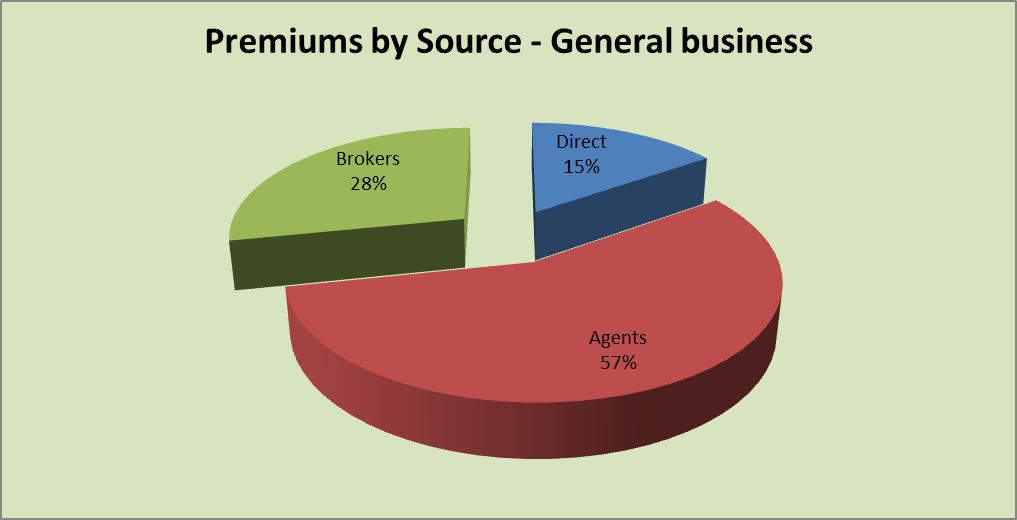 Premiums by Source - General business
Direct
15%
Brokers
28%
Agents
57%